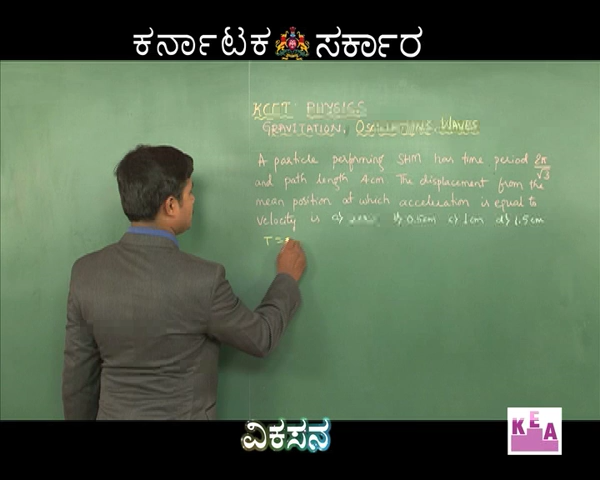 ಕರ್ನಾಟಕ ಸರ್ಕಾರ
KCET PHYSICS
GRAVITATION, OSCILLATIONS, WAVES
A particle performing SHM has time period 2π/√3
and path length 4cm. The displacement from the
mean position at which acceleration is equal to
velocity is a) b) 0.5cm c) 1cm d) 1.5cm
T =
ವಿಕಸನ
KEA